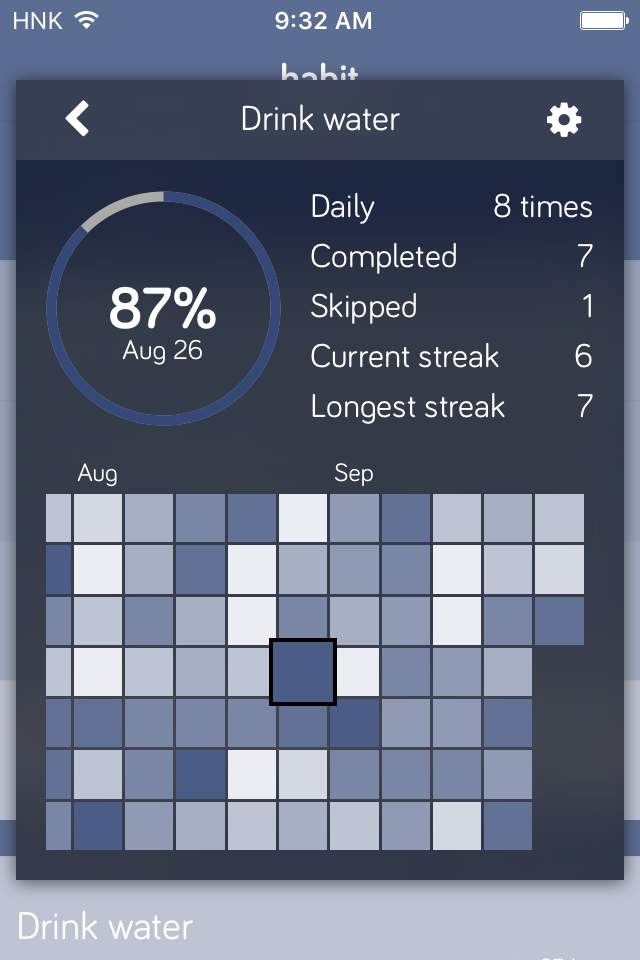 HNK 9:32 AM
habit
Drink water
87%
Aug 26
Daily 8 times
Completed 7
Skipped 1
Current streak 6
Longest streak 7
Aug Sep
Drink water